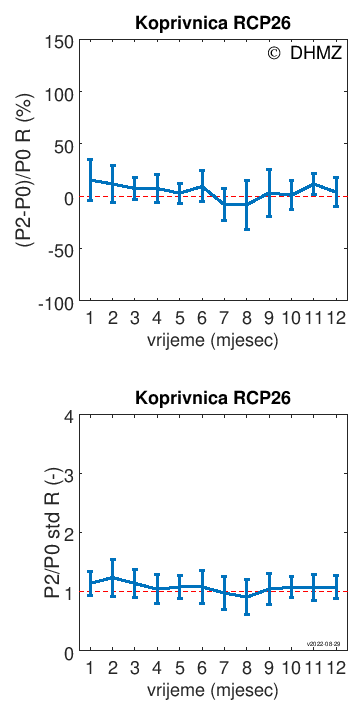 Koprivnica RCP26
© DHMZ
(P2-P0)/P0 R (%)
150
100
50
0
-50
-100
1 2 3 4 5 6 7 8 9 10 11 12
vrijeme (mjesec)
Koprivnica RCP26
P2/P0 std R (-)
4
3
2
1
0
v2022-08-29
1 2 3 4 5 6 7 8 9 10 11 12
vrijeme (mjesec)